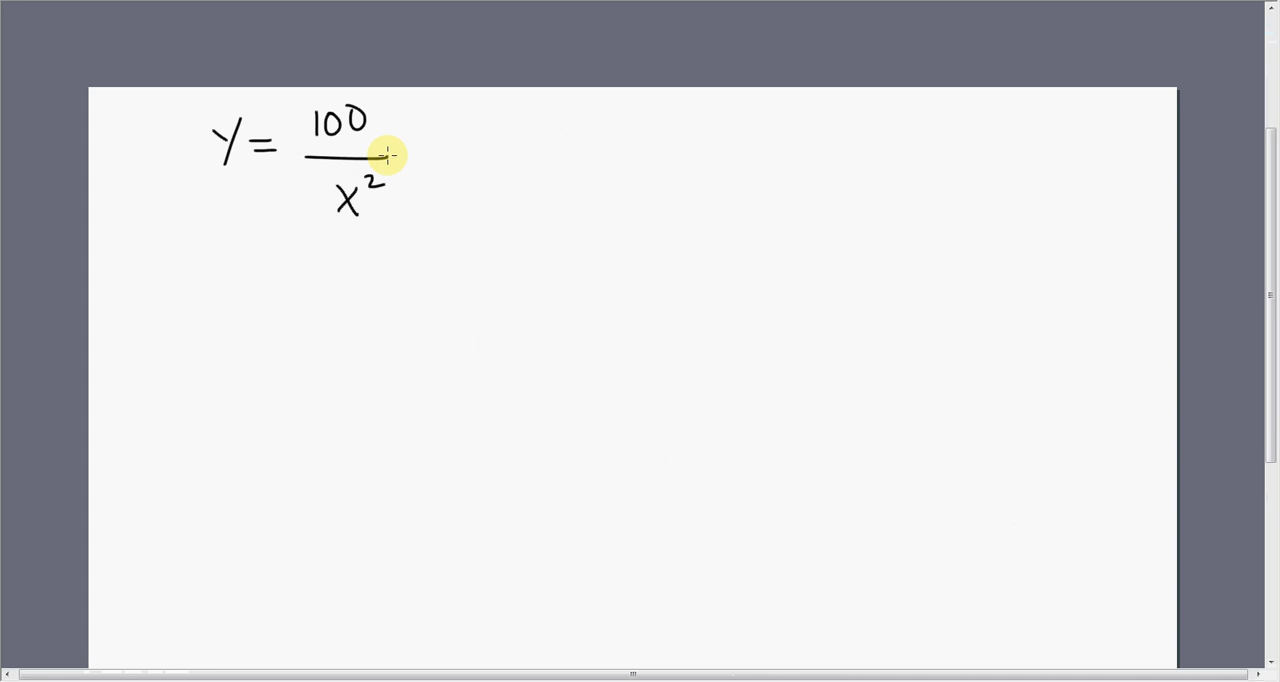 Y = 100 / x²